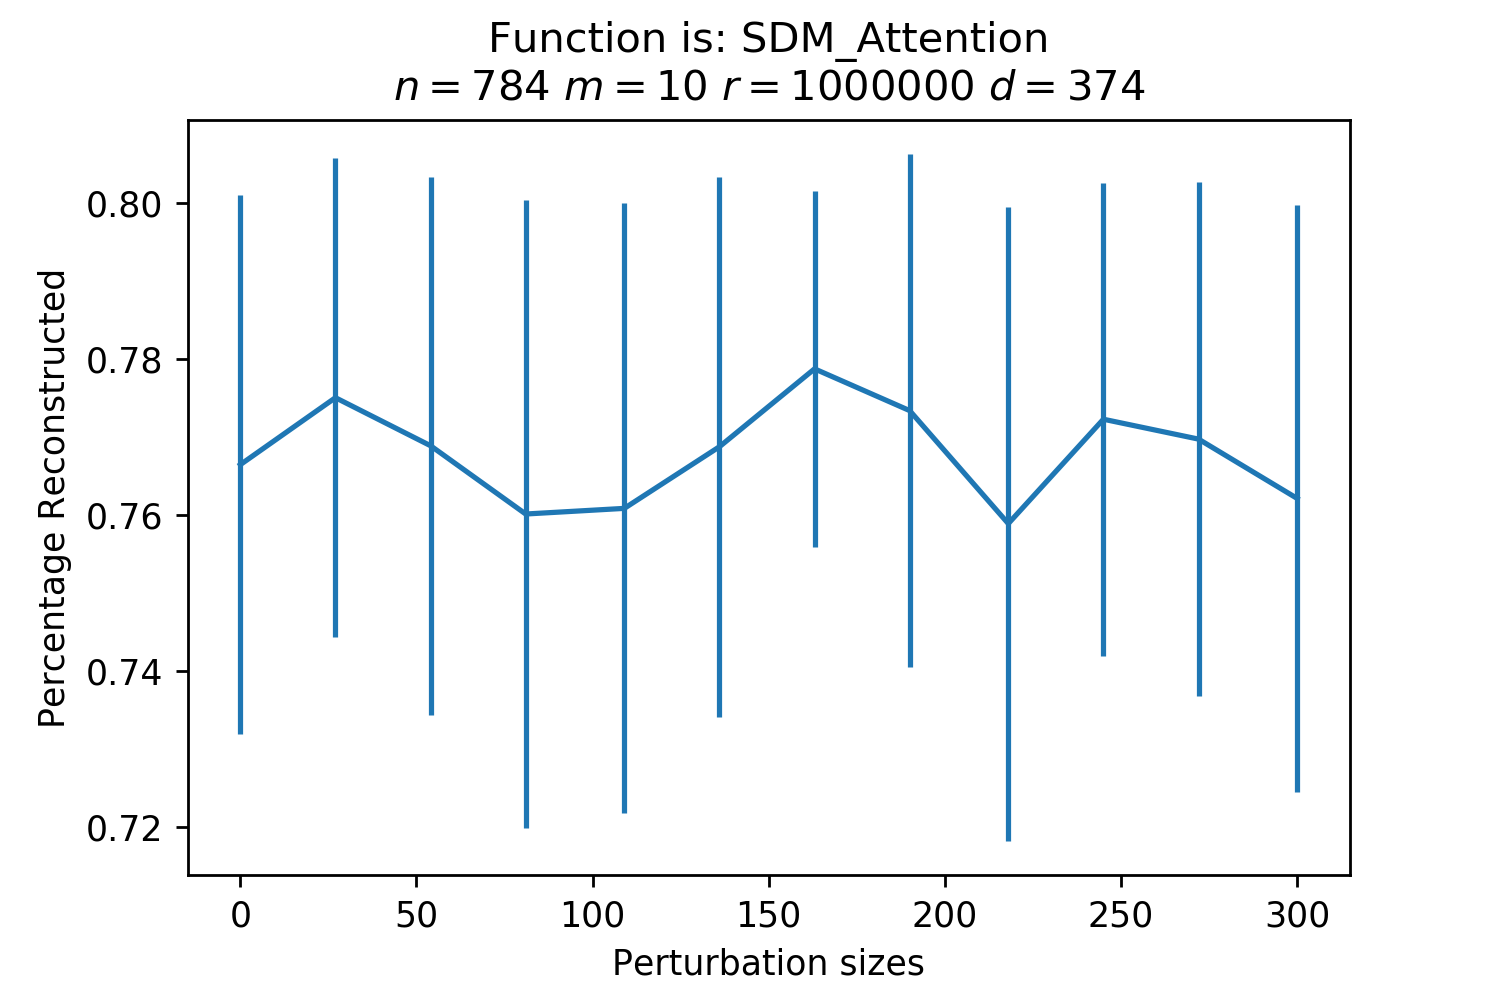 Function is: SDM_Attention
n = 784 m = 10 r = 1000000 d = 374
Percentage Reconstructed
0.80
0.78
0.76
0.74
0.72
0 50 100 150 200 250 300
Perturbation sizes